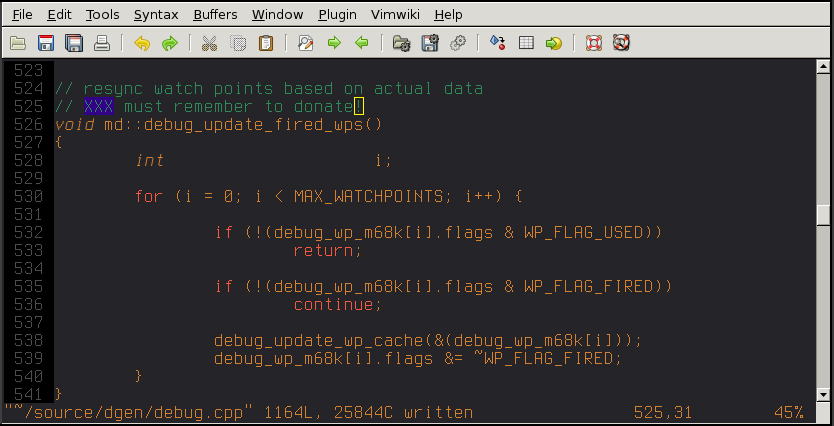 File Edit Tools Syntax Buffers Window Plugin Vimwiki Help
523
524 // resync watch points based on actual data
525 // XXX must remember to donate!
526 void md::debug_update_fired_wps()
527 {
528 int i;
529
530 for (i = 0; i < MAX_WATCHPOINTS; i++) {
531
532 if (!(debug_wp_m68k[i].flags & WP_FLAG_USED))
533 return;
534
535 if (!(debug_wp_m68k[i].flags & WP_FLAG_FIRED))
536 continue;
537
538 debug_update_wp_cache(&(debug_wp_m68k[i]));
539 debug_wp_m68k[i].flags &= ~WP_FLAG_FIRED;
540 }
541 }
"~/source/dgen/debug.cpp" 1164L, 25844C written 525,31 45%